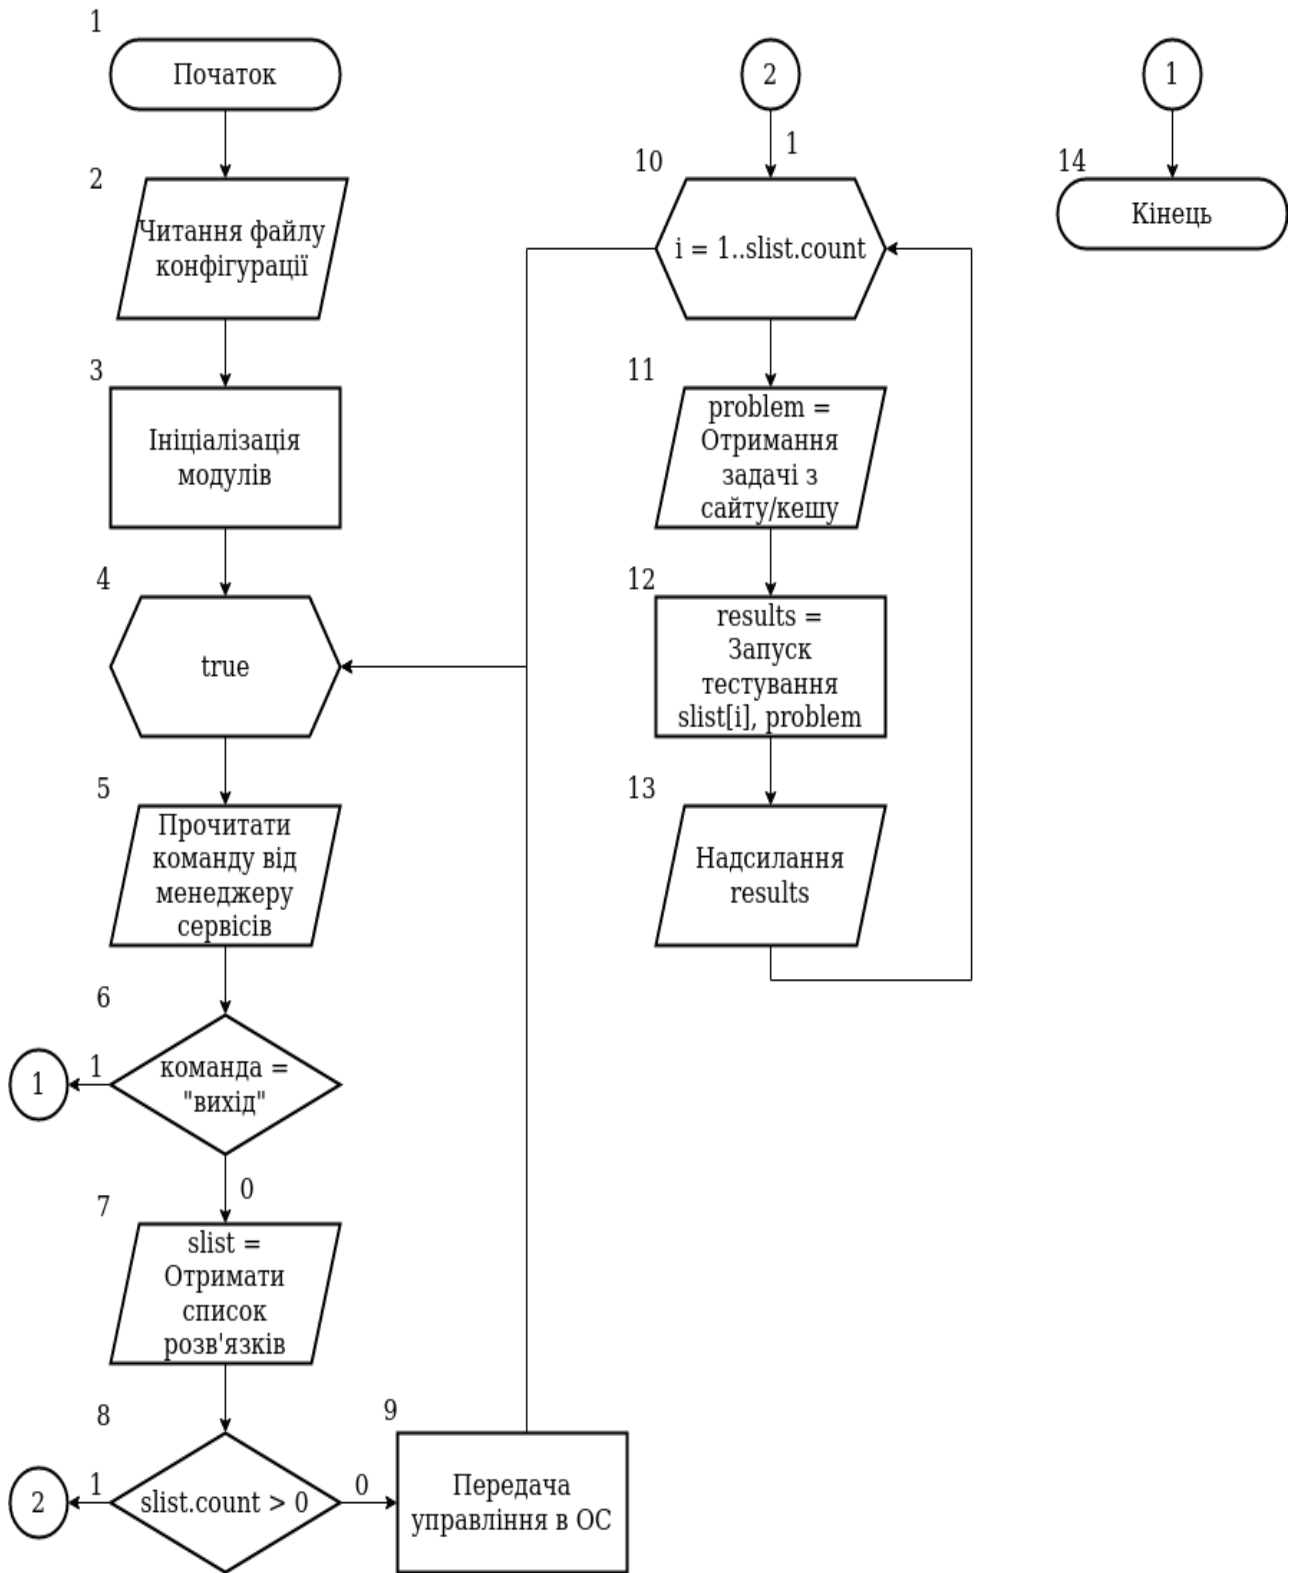 1
Початок
2
Читання файлу
конфігурації
3
Ініціалізація
модулів
4
true
5
Прочитати
команду від
менеджеру
сервісів
6
команда =
"вихід"
1
1
0
7
slist =
Отримати
список
розв'язків
8
slist.count > 0
1
2
0
9
Передача
управління в ОС
2
1
10
i = 1..slist.count
11
problem =
Отримання
задачі з
сайту/кешу
12
results =
Запуск
тестування
slist[i], problem
13
Надсилання
results
1
14
Кінець